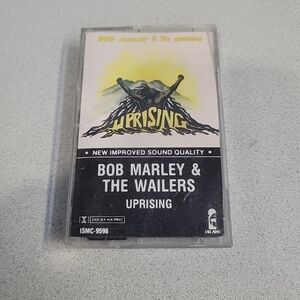 BOB MARLEY & THE WAILERS
UPRISING
• NEW IMPROVED SOUND QUALITY •
BOB MARLEY &
THE WAILERS
UPRISING
DOLBY HX PRO
ISMC-9596
ISLAND